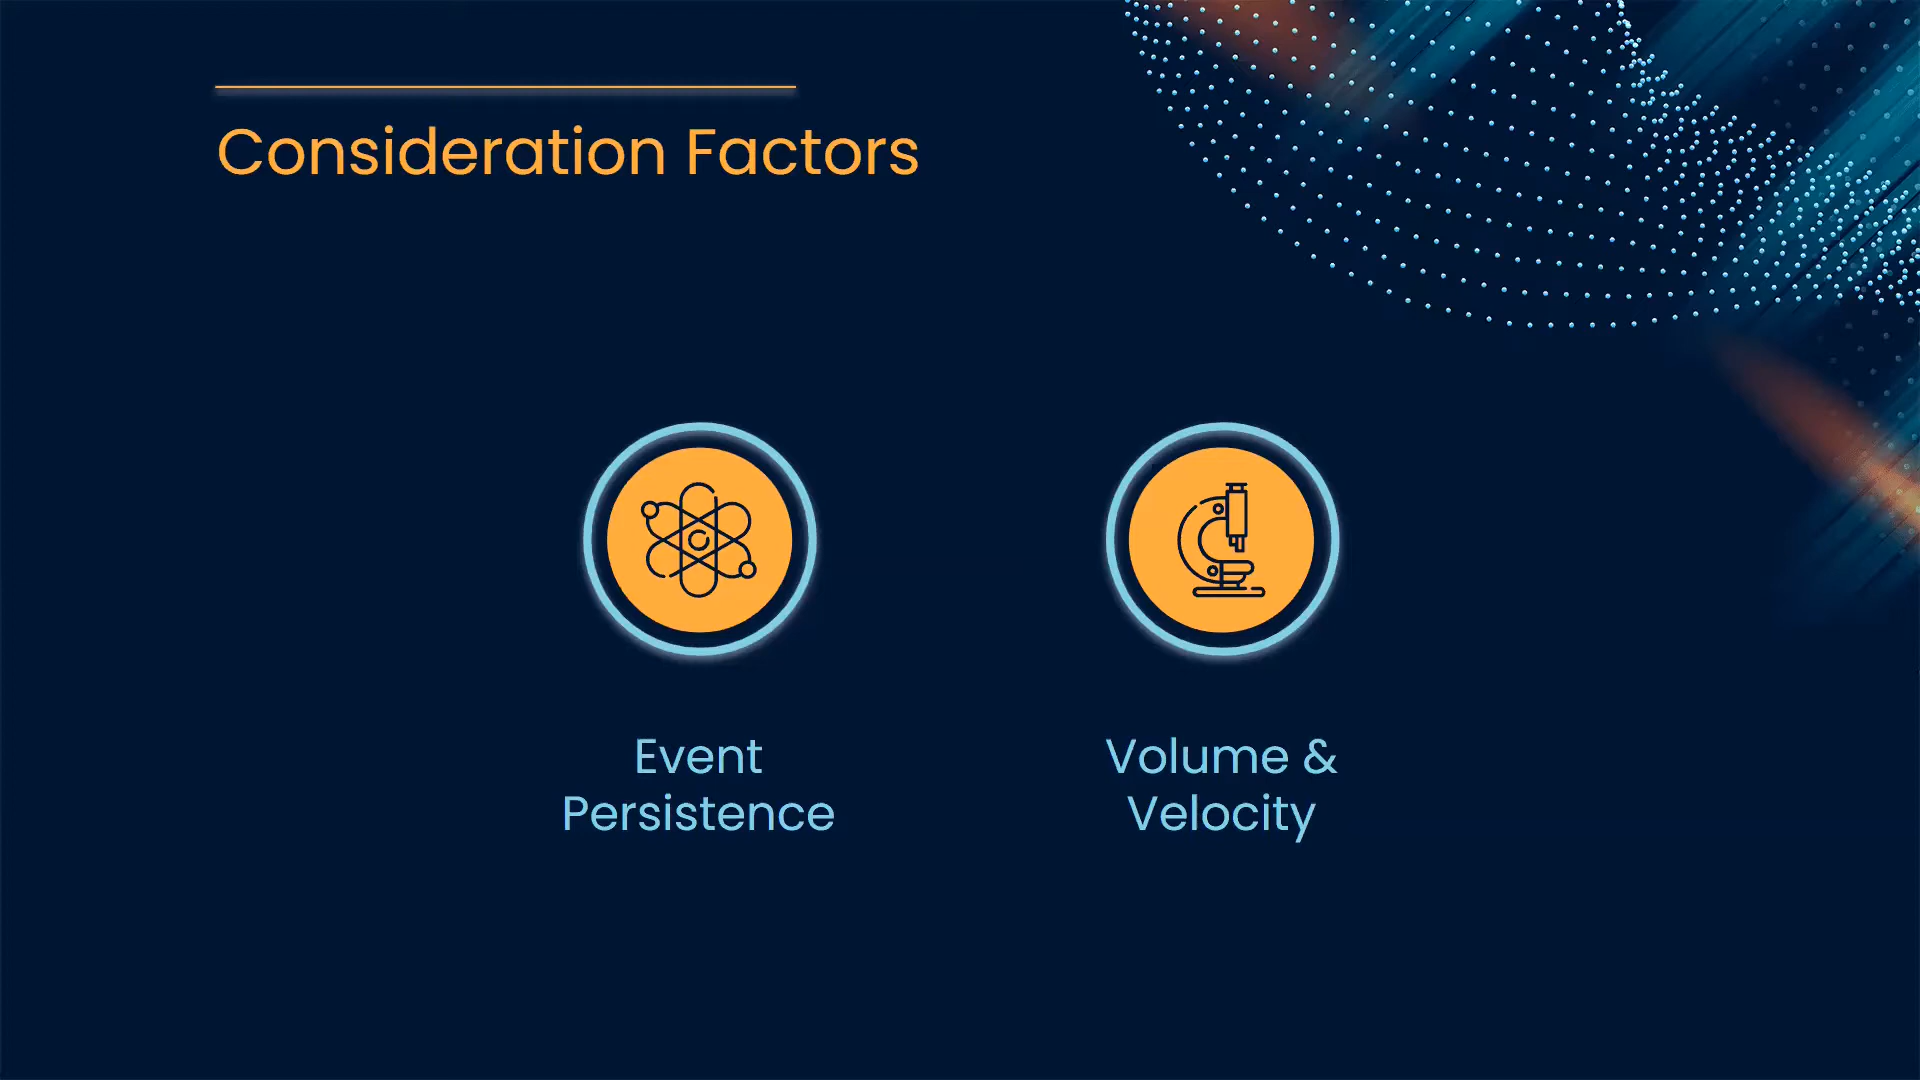 Consideration Factors
Event
Persistence
Volume &
Velocity